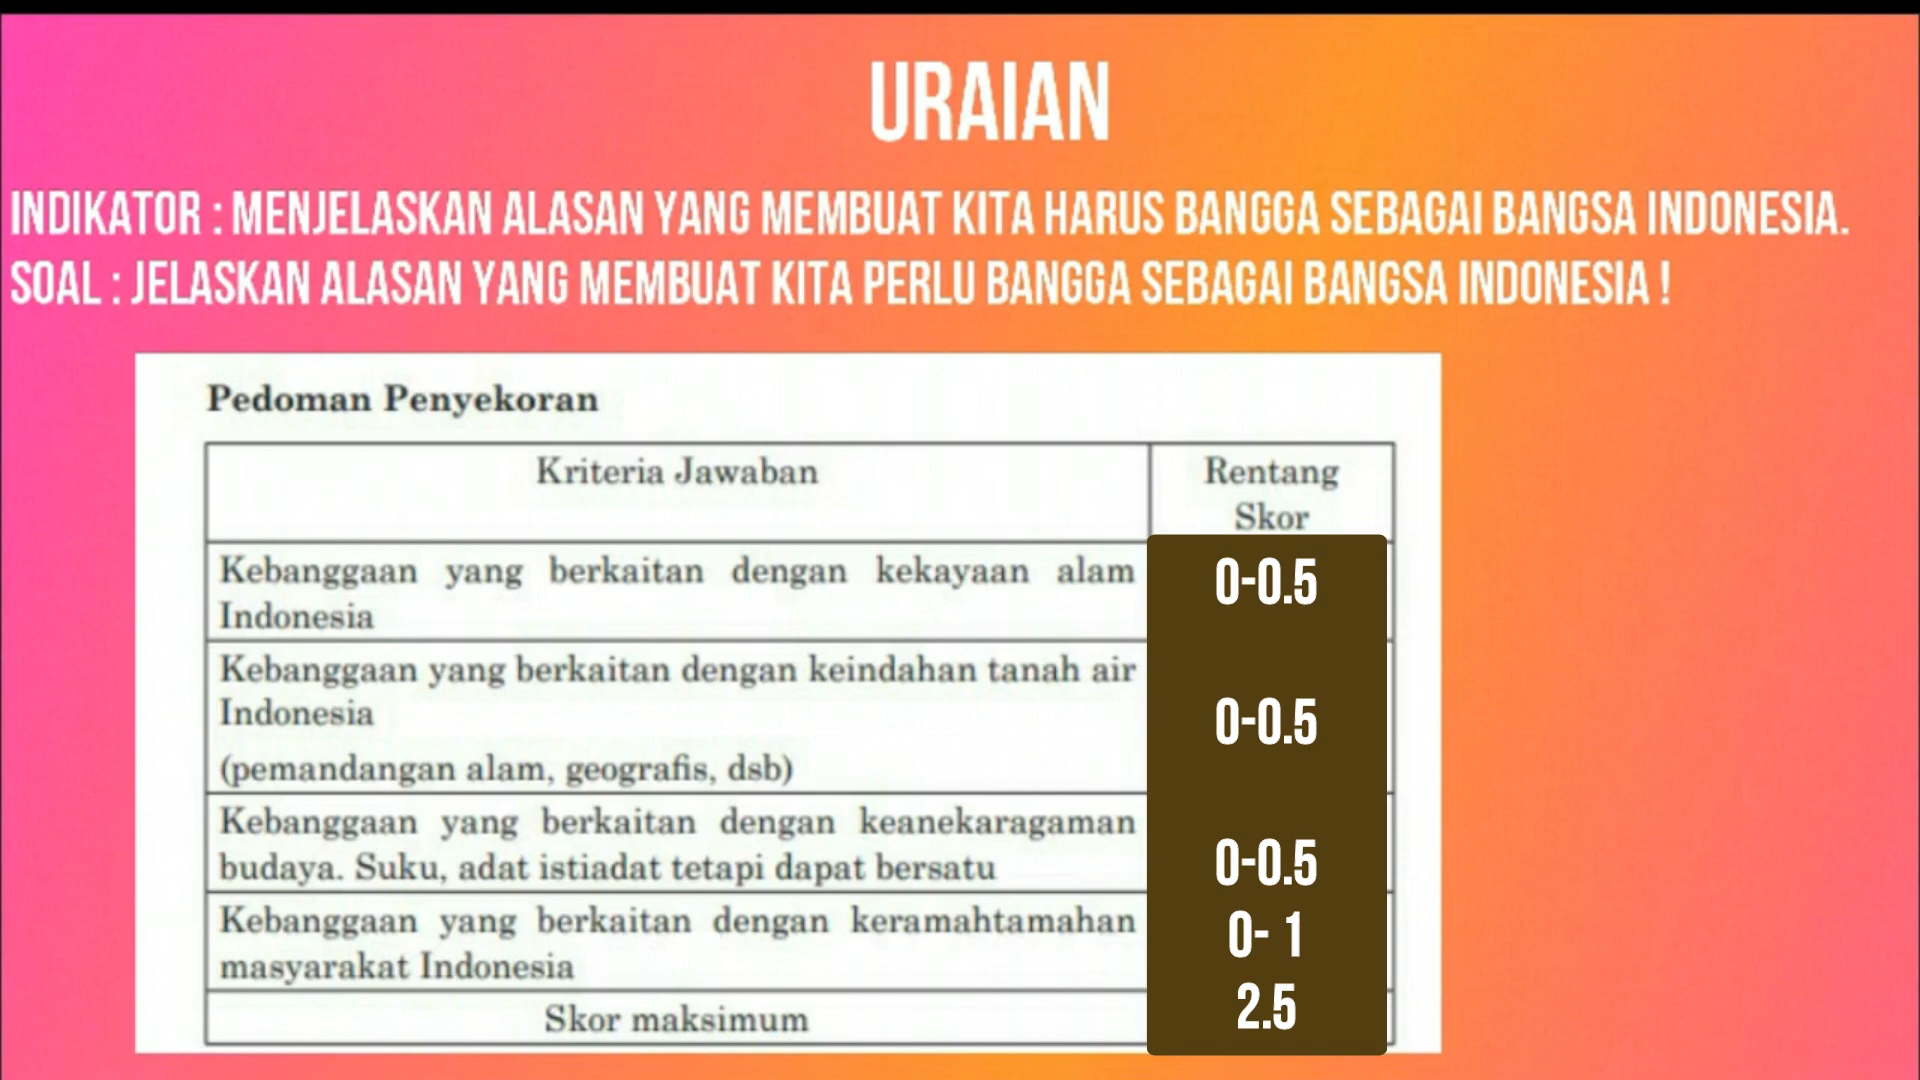 URAIAN
INDIKATOR : MENJELASKAN ALASAN YANG MEMBUAT KITA HARUS BANGGA SEBAGAI BANGSA INDONESIA.
SOAL : JELASKAN ALASAN YANG MEMBUAT KITA PERLU BANGGA SEBAGAI BANGSA INDONESIA !
Pedoman Penyekoran
Kriteria Jawaban
Rentang
Skor
Kebanggaan yang berkaitan dengan kekayaan alam
Indonesia
0-0.5
Kebanggaan yang berkaitan dengan keindahan tanah air
Indonesia
(pemandangan alam, geografis, dsb)
0-0.5
Kebanggaan yang berkaitan dengan keanekaragaman
budaya. Suku, adat istiadat tetapi dapat bersatu
0-0.5
Kebanggaan yang berkaitan dengan keramahtamahan
masyarakat Indonesia
0- 1
Skor maksimum
2.5